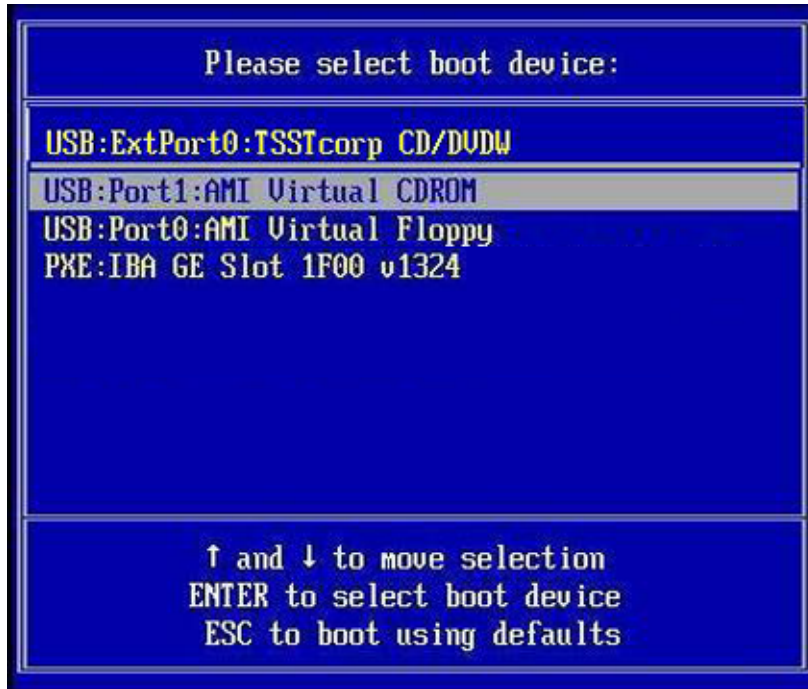 Please select boot device:
USB:ExtPort0:TSSTcorp CD/DVDW
USB:Port1:AMI Virtual CDROM
USB:Port0:AMI Virtual Floppy
PXE:IBA GE Slot 1F00 v1324
↑ and ↓ to move selection
ENTER to select boot device
ESC to boot using defaults